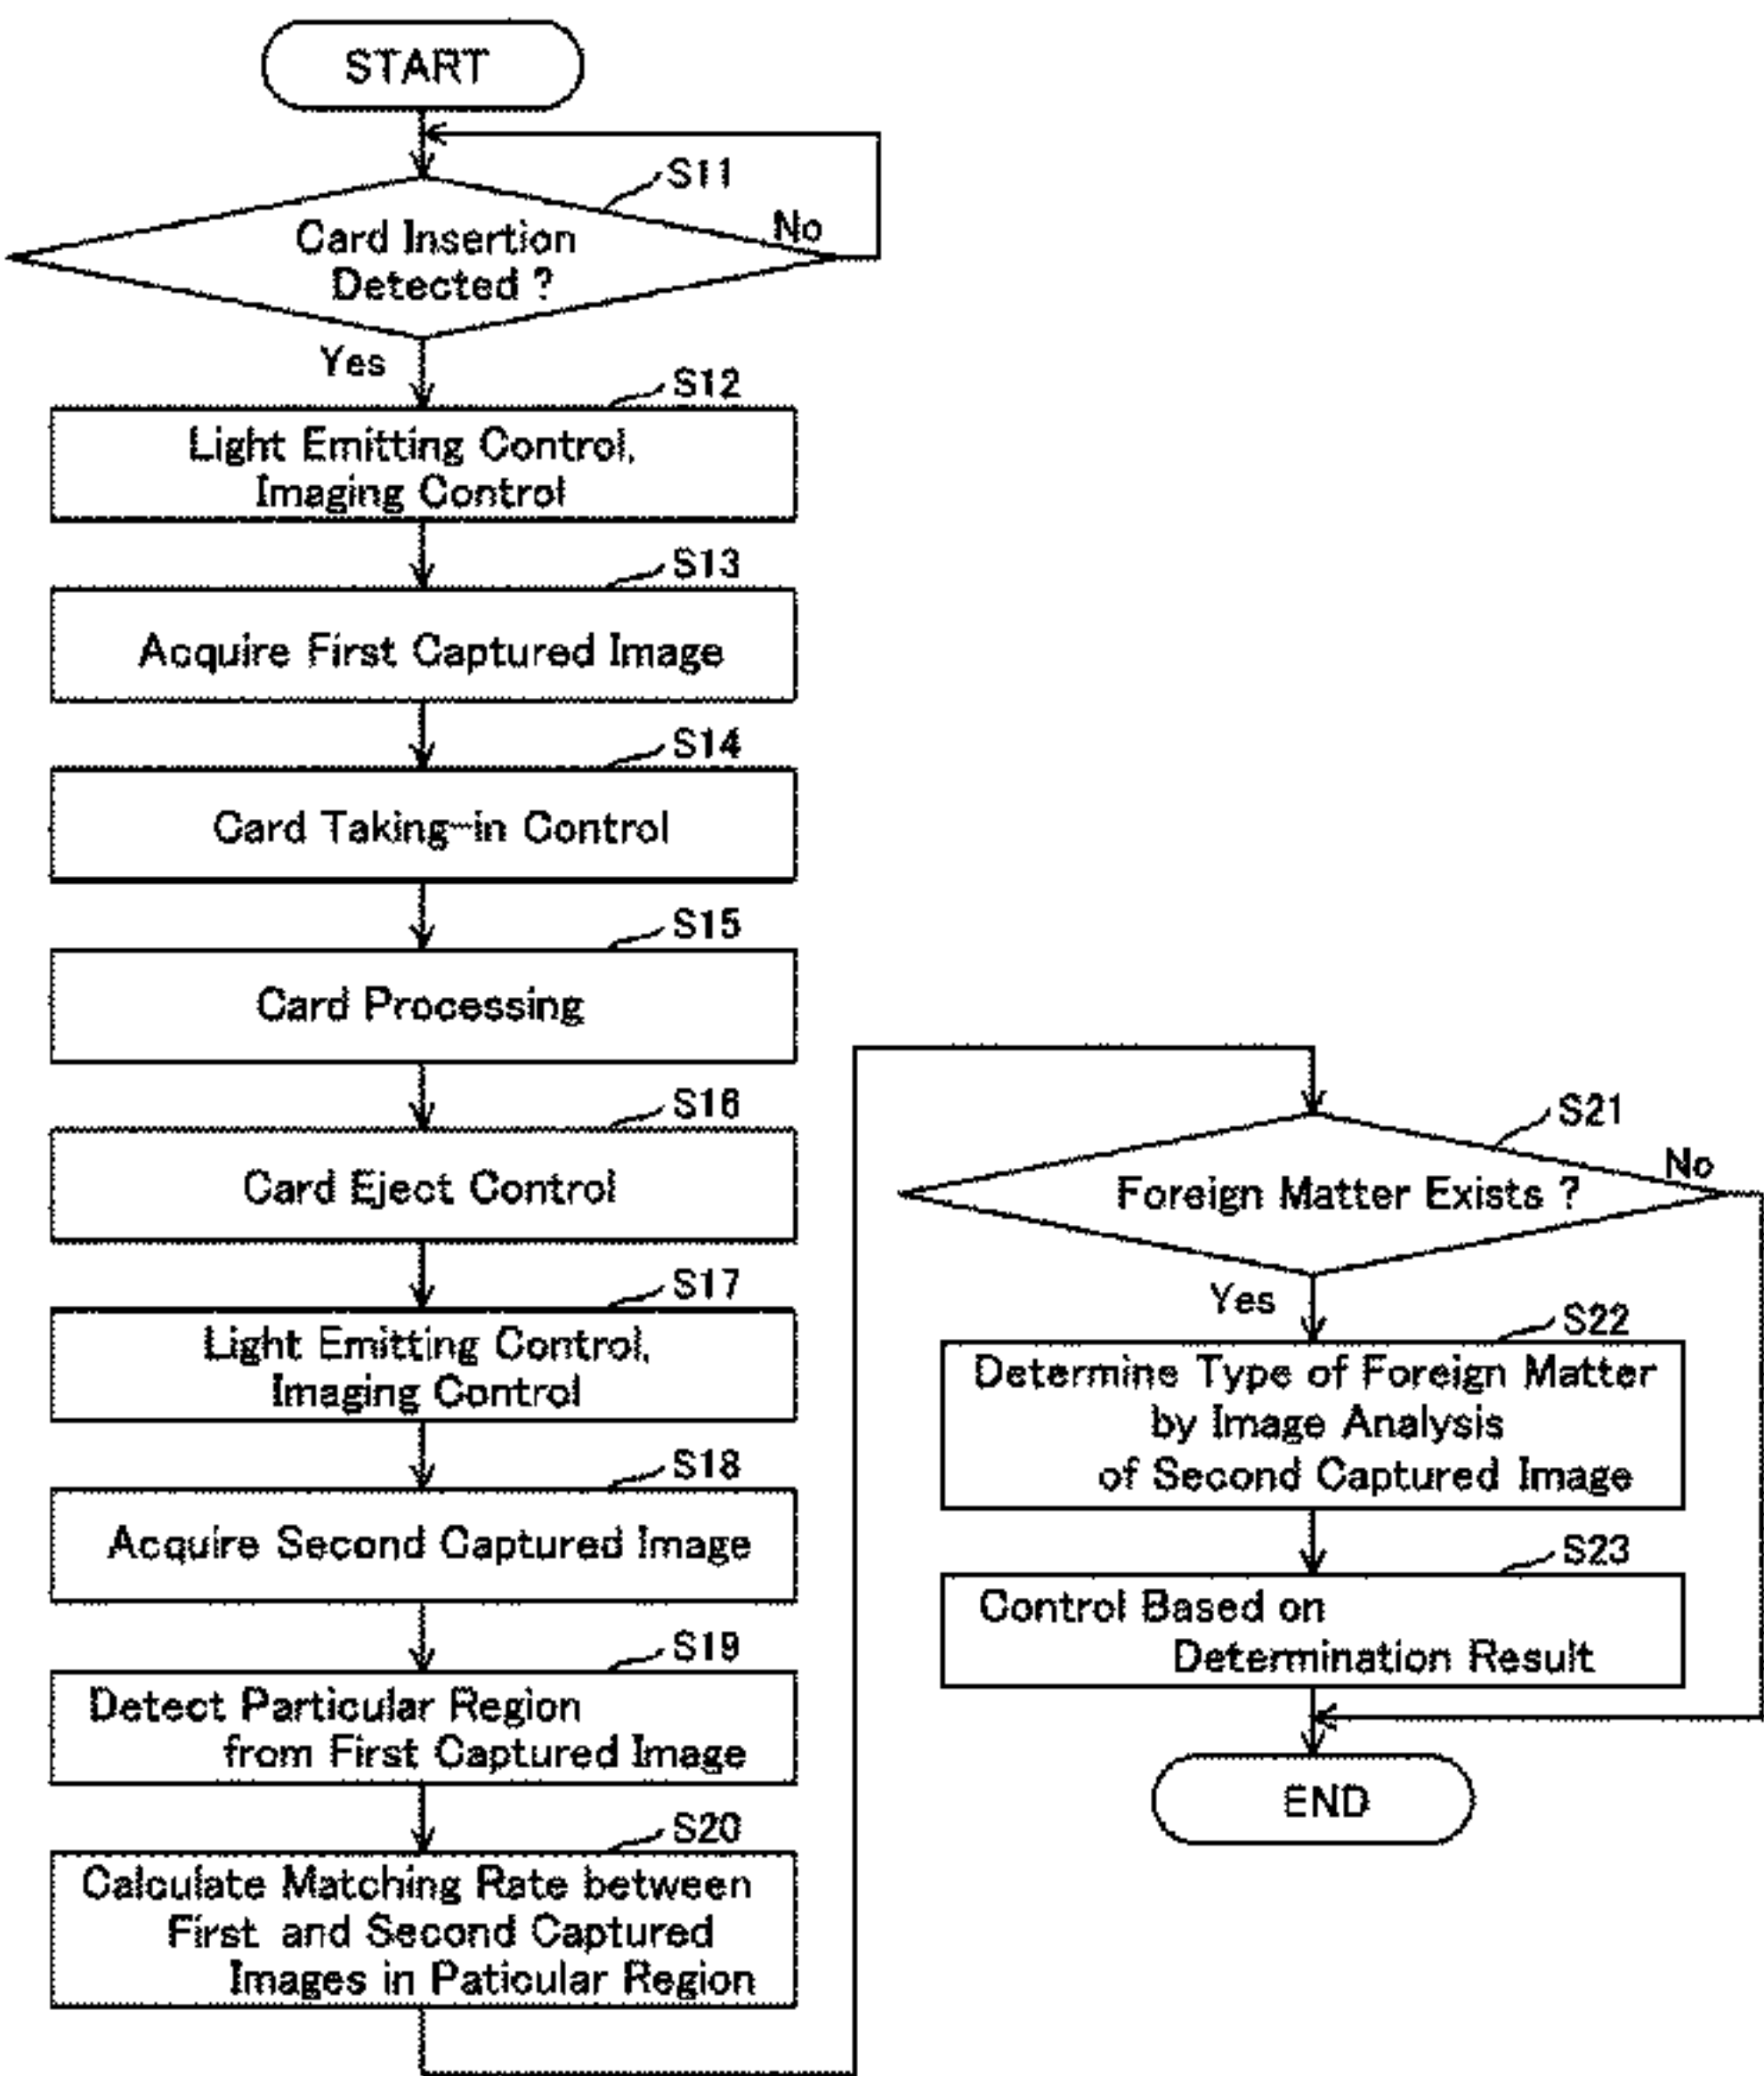 START
S11
Card Insertion
Detected ?
No
Yes
S12
Light Emitting Control,
Imaging Control
S13
Acquire First Captured Image
S14
Card Taking-in Control
S15
Card Processing
S16
Card Eject Control
S17
Light Emitting Control,
Imaging Control
S18
Acquire Second Captured Image
S19
Detect Particular Region
from First Captured Image
S20
Calculate Matching Rate between
First and Second Captured
Images in Paticular Region
S21
Foreign Matter Exists ?
No
Yes
S22
Determine Type of Foreign Matter
by Image Analysis
of Second Captured Image
S23
Control Based on
Determination Result
END